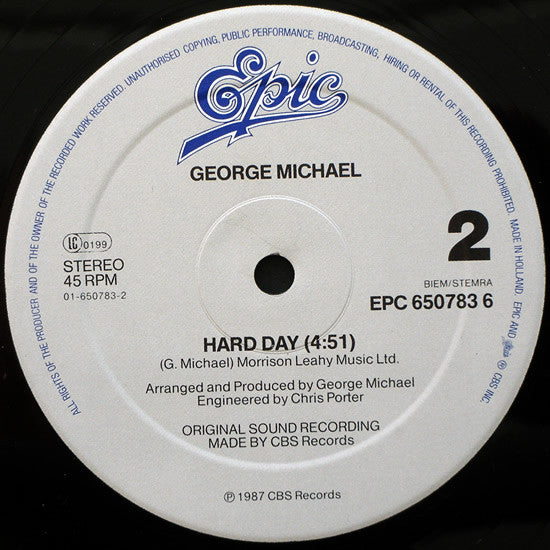 ALL RIGHTS OF THE PRODUCER AND OF THE OWNER OF THE RECORDED WORK RESERVED. UNAUTHORISED COPYING, PUBLIC PERFORMANCE, BROADCASTING, HIRING OR RENTAL OF THIS RECORDING PROHIBITED. MADE IN HOLLAND. EPIC AND Epic ® CBS INC.
Epic
GEORGE MICHAEL
LC 0199
STEREO
45 RPM
01-650783-2
2
BIEM/STEMRA
EPC 650783 6
HARD DAY (4:51)
(G. Michael) Morrison Leahy Music Ltd.
Arranged and Produced by George Michael
Engineered by Chris Porter
ORIGINAL SOUND RECORDING
MADE BY CBS Records
℗ 1987 CBS Records